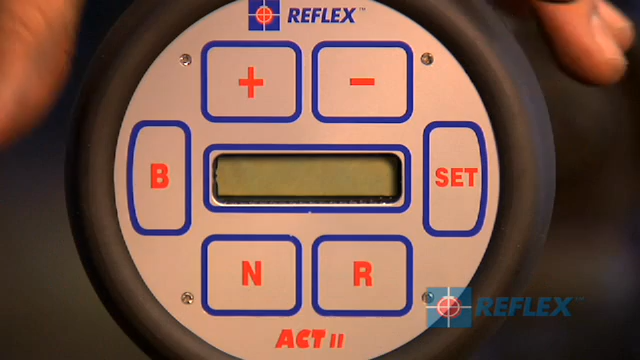 REFLEX™
+ −
B SET
N R
ACT II
REFLEX™